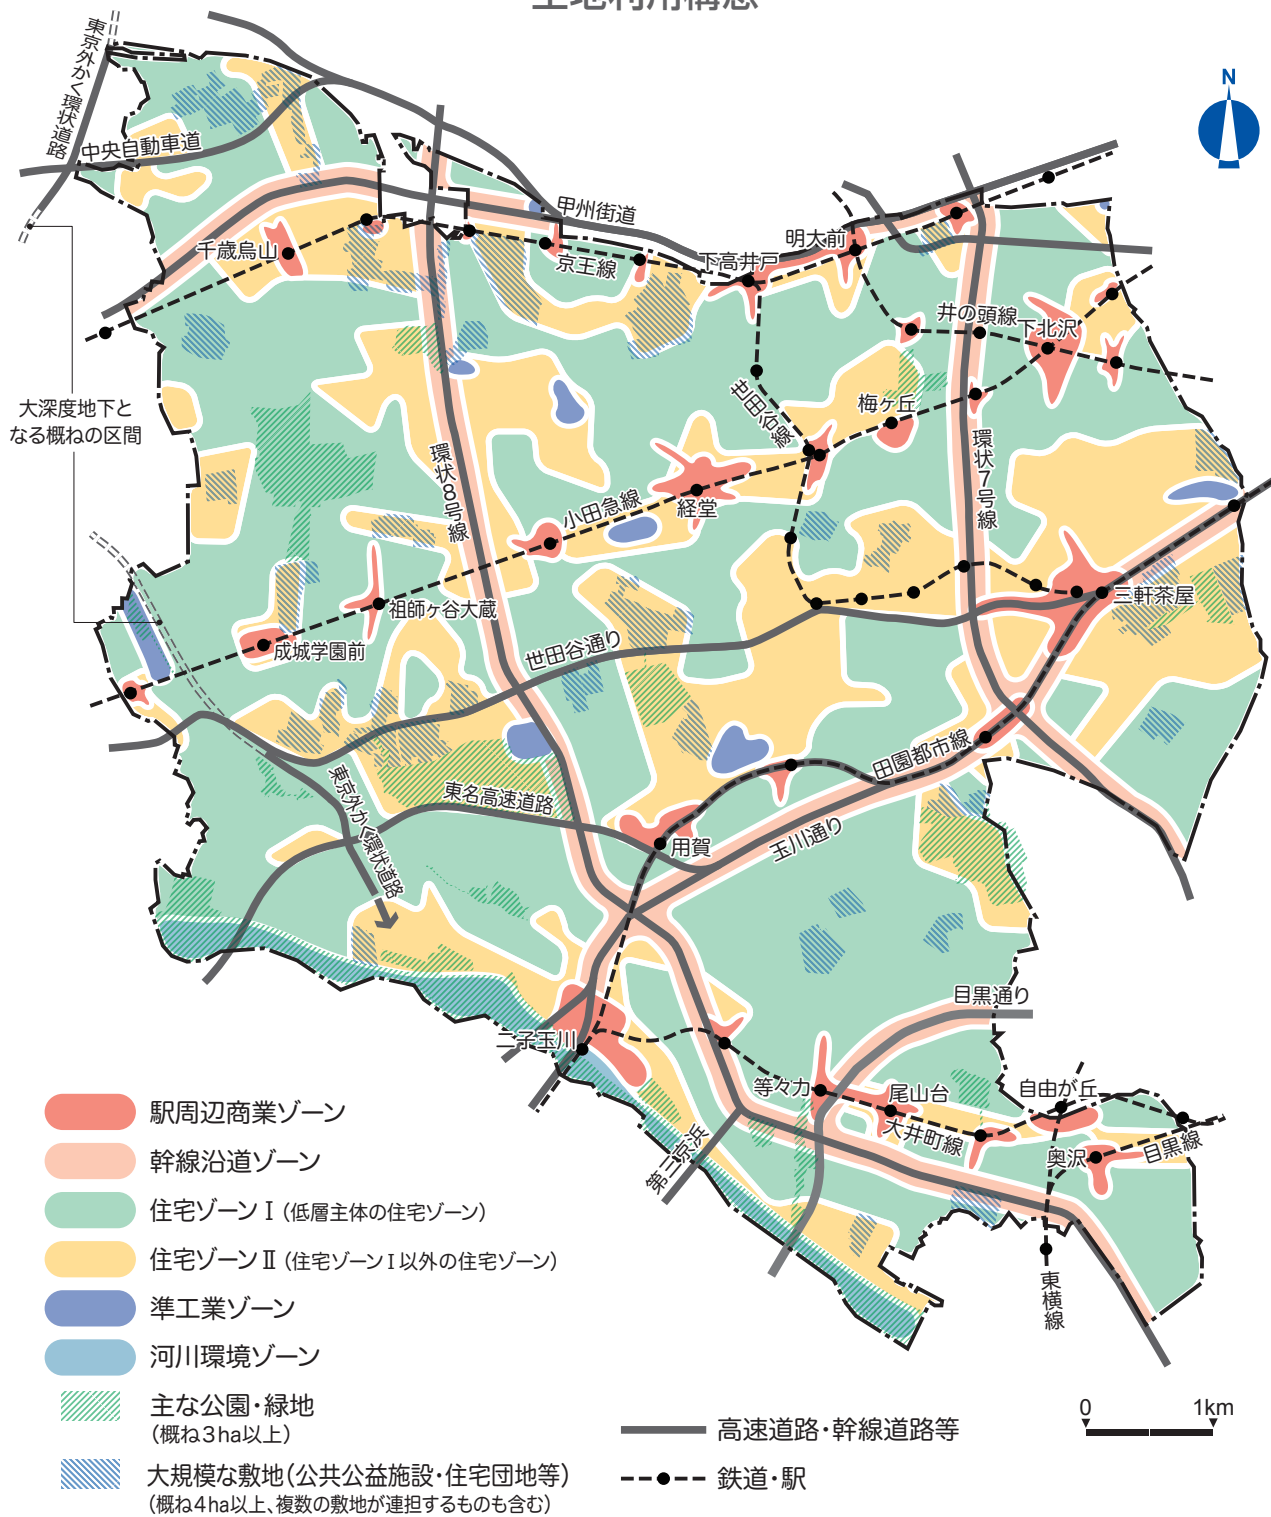 土地利用構想
東京外かく環状道路
中央自動車道
N
甲州街道
千歳烏山
京王線
下高井戸
明大前
井の頭線
下北沢
大深度地下と
なる概ねの区間
世田谷線
梅ヶ丘
環状8号線
環状7号線
小田急線
経堂
祖師ヶ谷大蔵
三軒茶屋
成城学園前
世田谷通り
田園都市線
東京外かく環状道路
東名高速道路
用賀
玉川通り
目黒通り
二子玉川
等々力
尾山台
自由が丘
大井町線
奥沢
目黒線
第三京浜
東横線
駅周辺商業ゾーン
幹線沿道ゾーン
住宅ゾーンⅠ（低層主体の住宅ゾーン）
住宅ゾーンⅡ（住宅ゾーンⅠ以外の住宅ゾーン）
準工業ゾーン
河川環境ゾーン
主な公園・緑地
（概ね3ha以上）
大規模な敷地（公共公益施設・住宅団地等）
（概ね4ha以上、複数の敷地が連担するものも含む）
高速道路・幹線道路等
鉄道・駅
0 1km